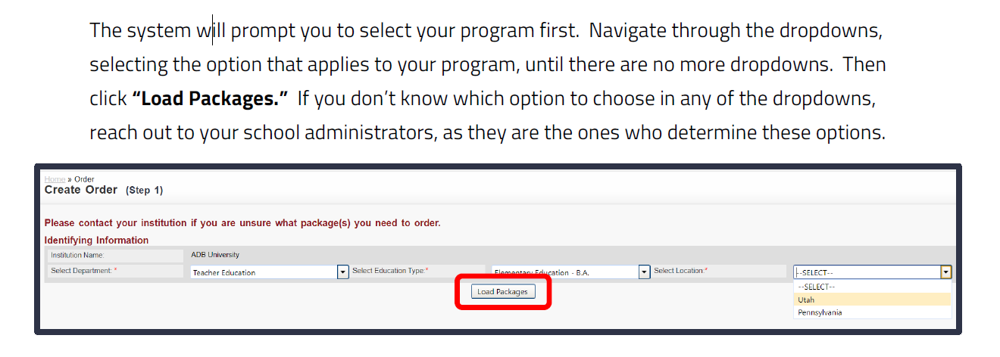 The system will prompt you to select your program first.  Navigate through the dropdowns,
selecting the option that applies to your program, until there are no more dropdowns.  Then
click “Load Packages.”  If you don’t know which option to choose in any of the dropdowns,
reach out to your school administrators, as they are the ones who determine these options.
Home » Order
Create Order (Step 1)
Please contact your institution if you are unsure what package(s) you need to order.
Identifying Information
Institution Name: ADB University
Select Department: * Teacher Education Select Education Type:* Elementary Education - B.A. Select Location:* --SELECT--
--SELECT--
Load Packages
Utah
Pennsylvania